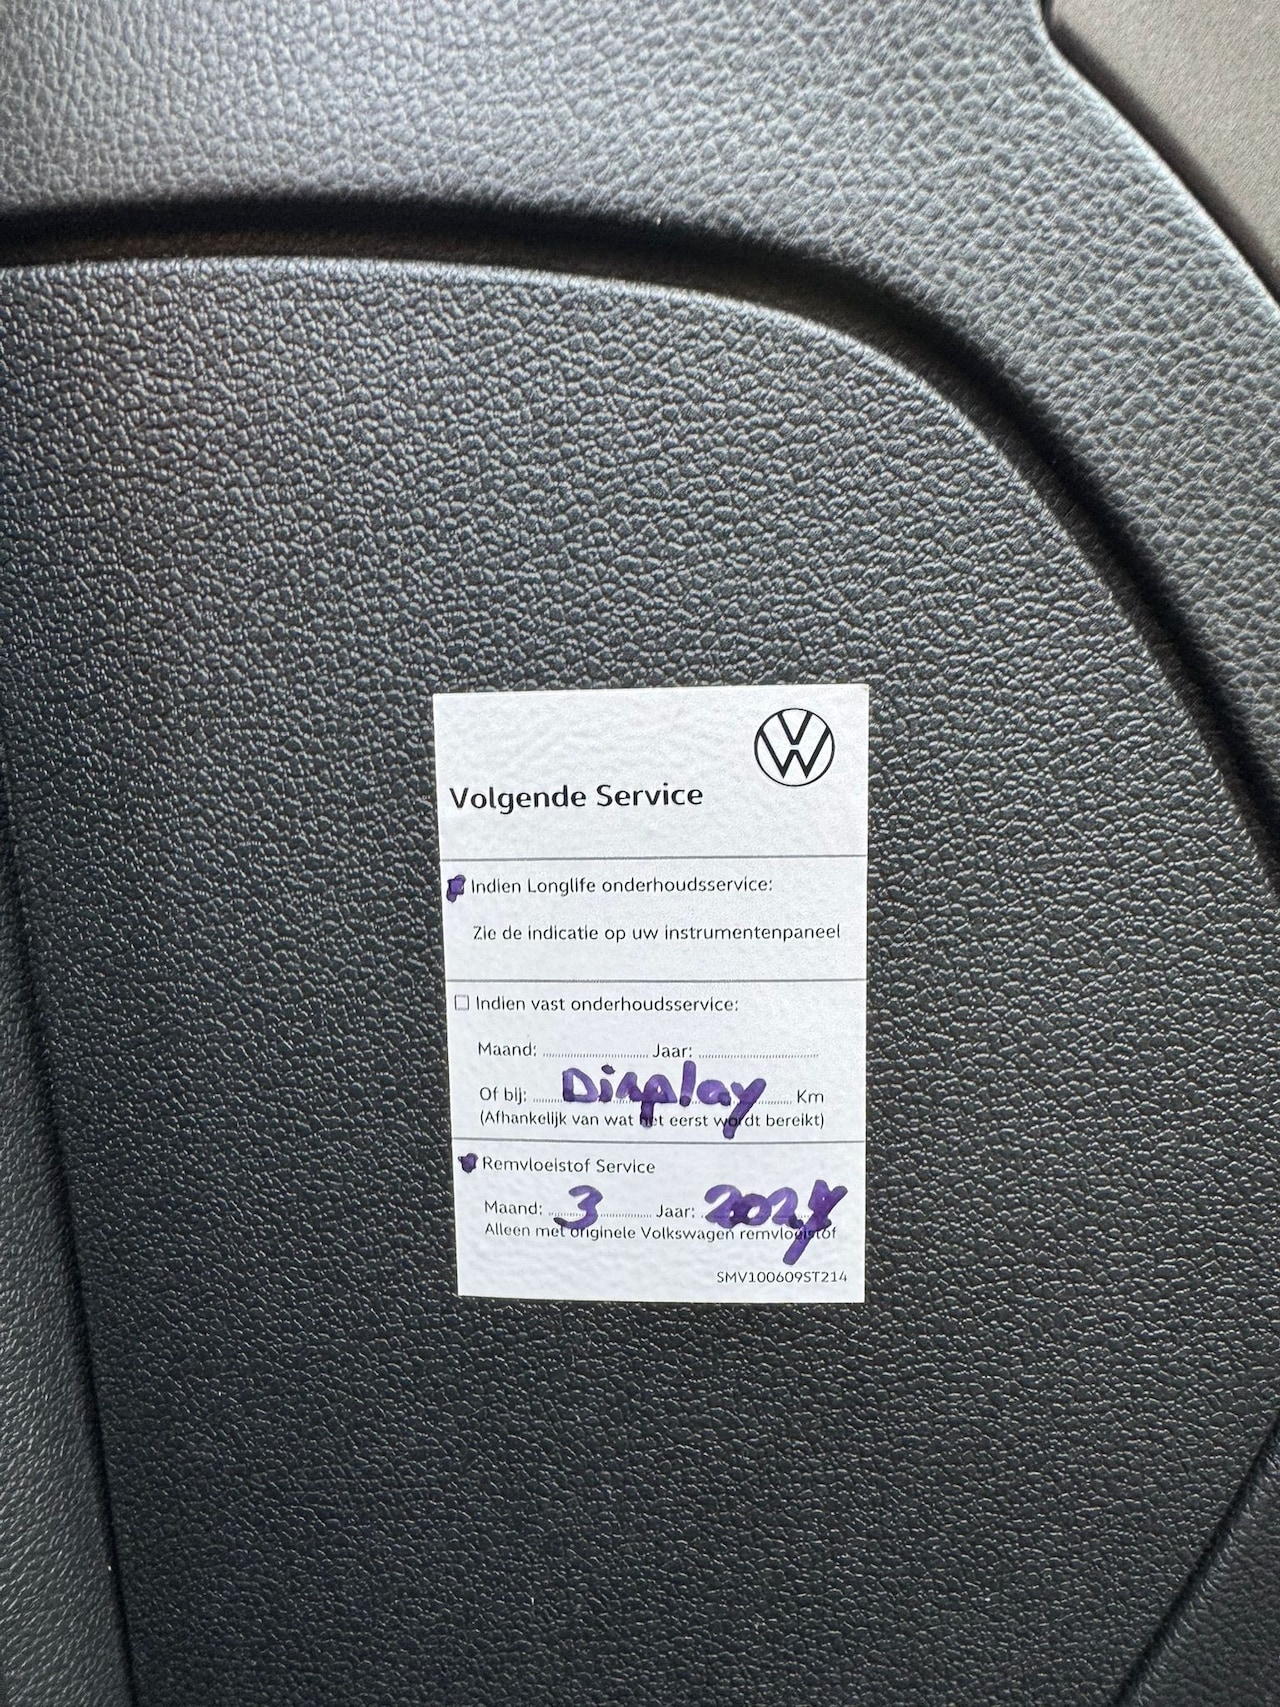 Volgende Service
Indien Longlife onderhoudsservice:
Zie de indicatie op uw instrumentenpaneel
Indien vast onderhoudsservice:
Maand: Jaar:
Of bij: Display Km
(Afhankelijk van wat het eerst wordt bereikt)
Remvloeistof Service
Maand: 3 Jaar:
Alleen met originele Volkswagen remvloeistof
SMV100609ST214